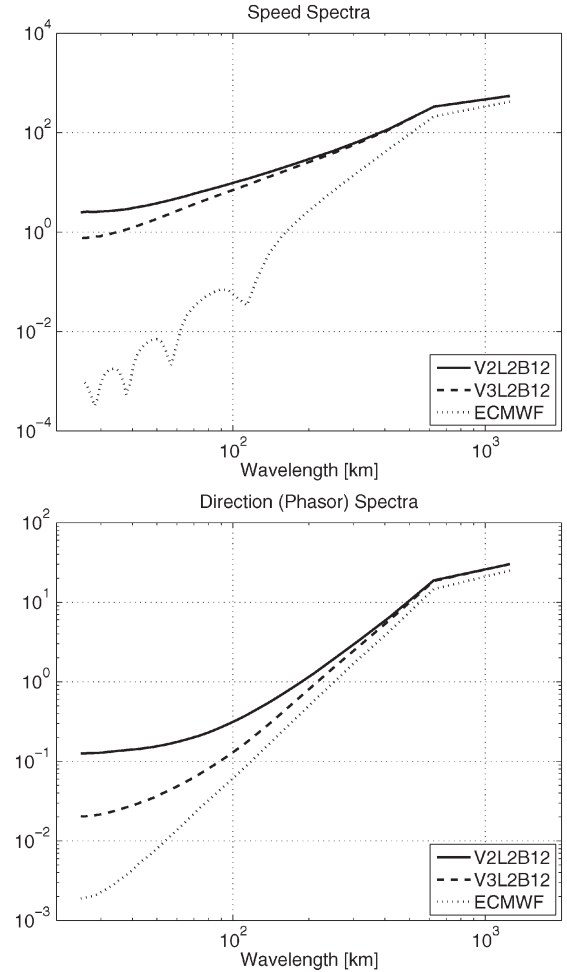 Speed Spectra
10^4
10^2
10^0
10^-2
10^-4
10^2
10^3
Wavelength [km]
V2L2B12
V3L2B12
ECMWF
Direction (Phasor) Spectra
10^2
10^1
10^0
10^-1
10^-2
10^-3
10^2
10^3
Wavelength [km]
V2L2B12
V3L2B12
ECMWF